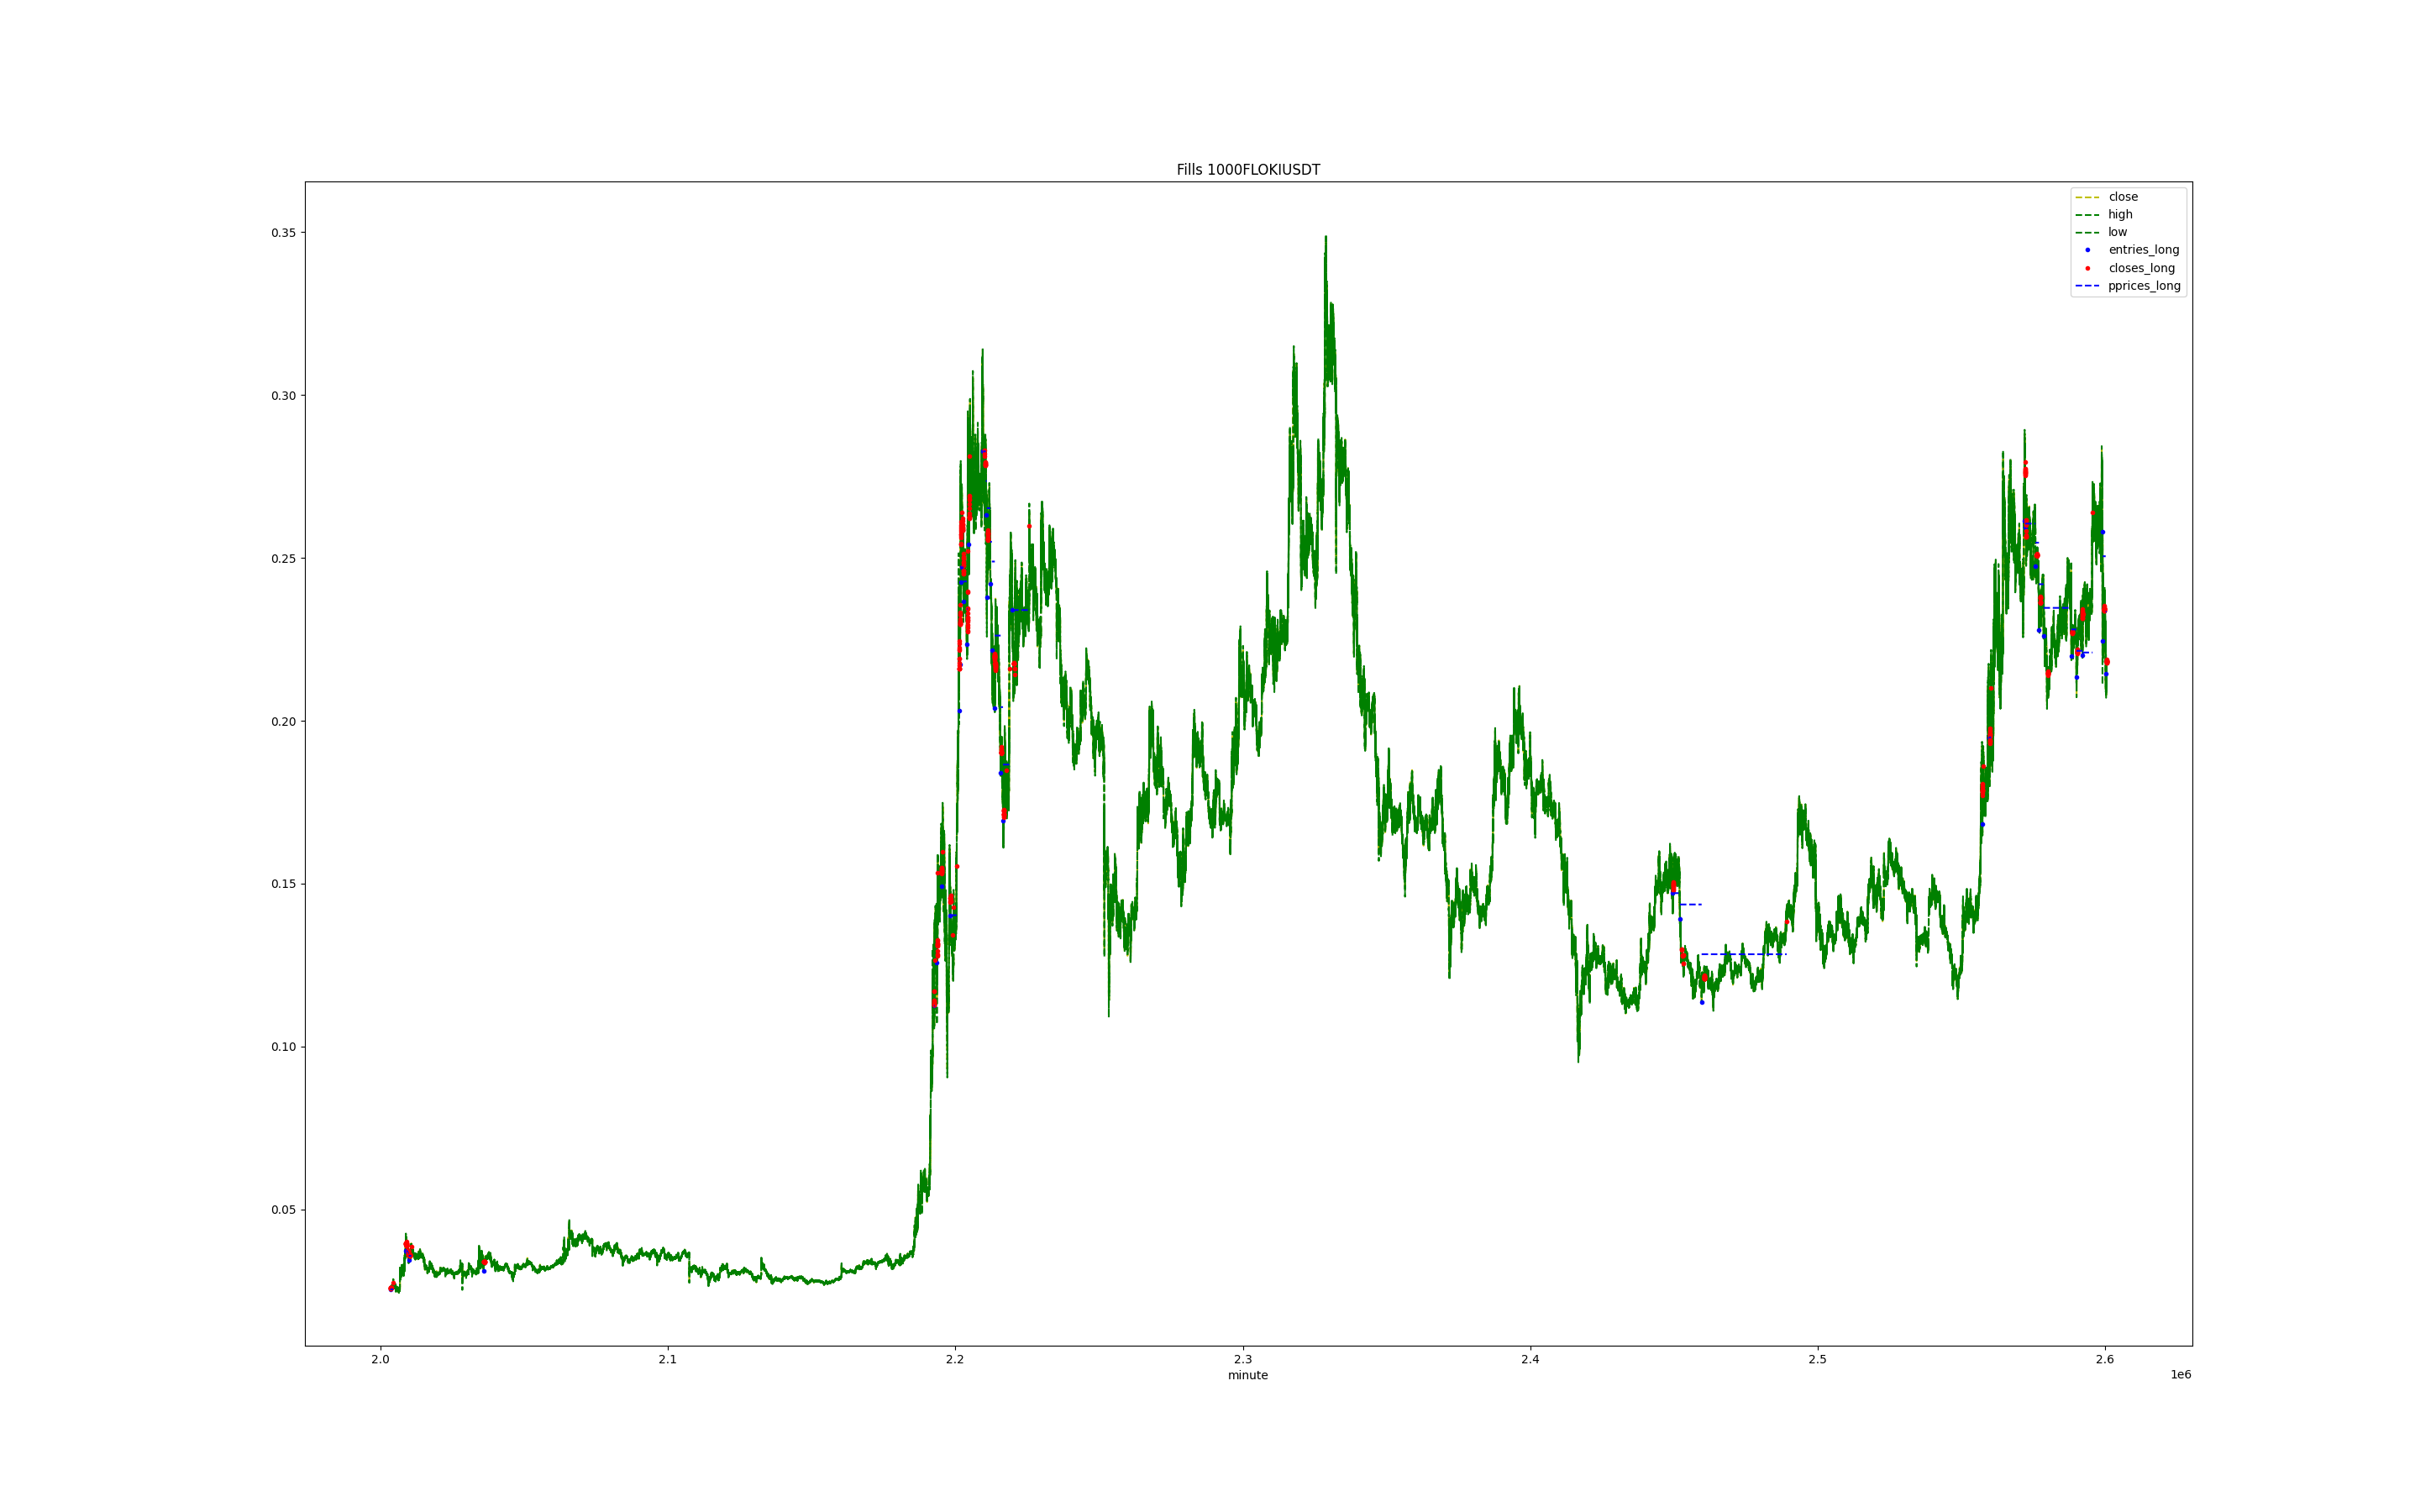 Fills 1000FLOKIUSDT
close
high
low
entries_long
closes_long
pprices_long
0.35
0.30
0.25
0.20
0.15
0.10
0.05
2.0 2.1 2.2 2.3 2.4 2.5 2.6
minute
1e6